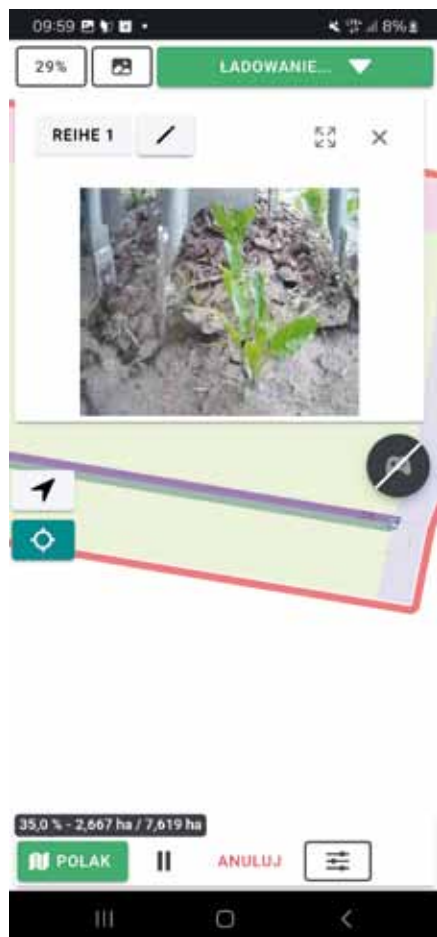 09:59 8%
29% ŁADOWANIE...
REIHE 1
35,0 % - 2,667 ha / 7,619 ha
POLAK ANULUJ